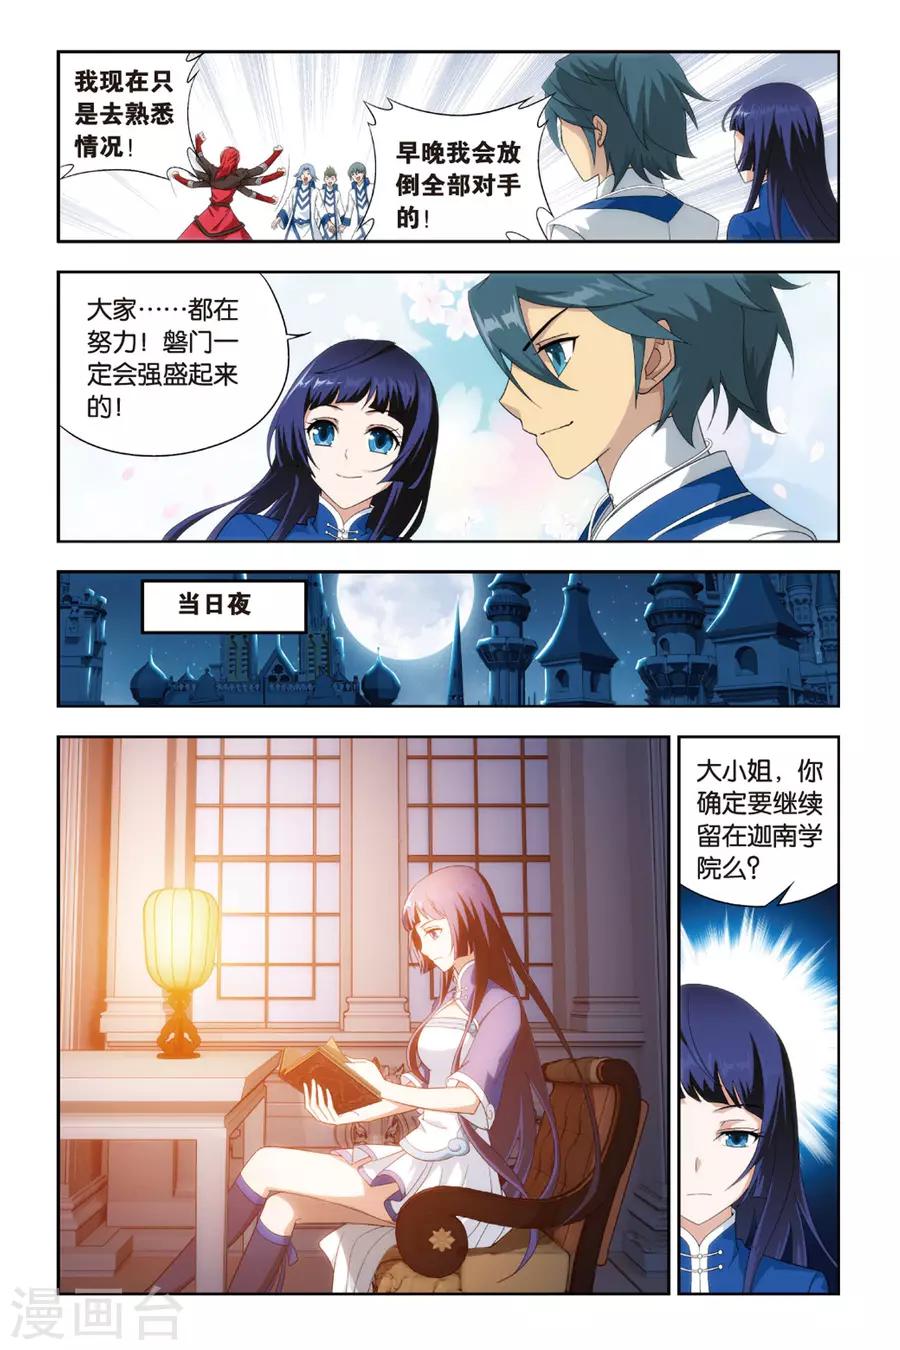 我现在只
是去熟悉
情况！
早晚我会放
倒全部对手
的！
大家……都在
努力！磐门一
定会强盛起来
的！
当日夜
大小姐，你
确定要继续
留在迦南学
院么？
漫画台